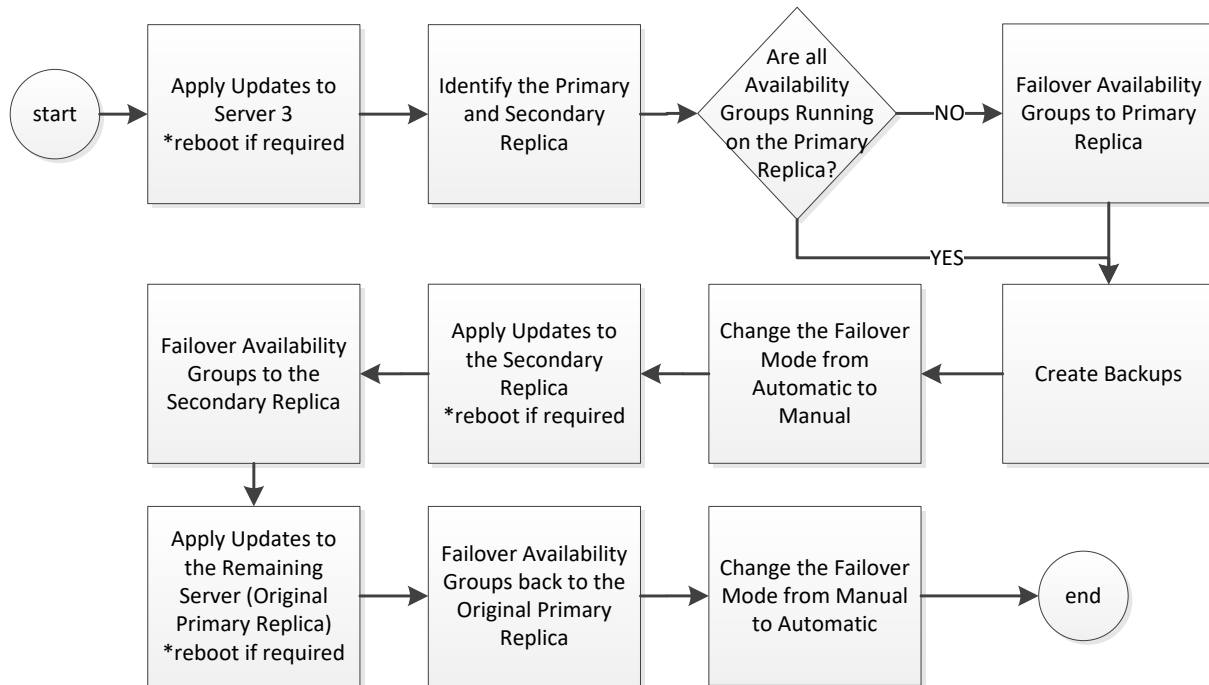 start
Apply Updates to
Server 3
*reboot if required
Identify the Primary
and Secondary
Replica
Are all
Availability
Groups Running
on the Primary
Replica?
NO
Failover Availability
Groups to Primary
Replica
YES
Failover Availability
Groups to the
Secondary Replica
Apply Updates to
the Secondary
Replica
*reboot if required
Change the Failover
Mode from
Automatic to
Manual
Create Backups
Apply Updates to
the Remaining
Server (Original
Primary Replica)
*reboot if required
Failover Availability
Groups back to the
Original Primary
Replica
Change the Failover
Mode from Manual
to Automatic
end